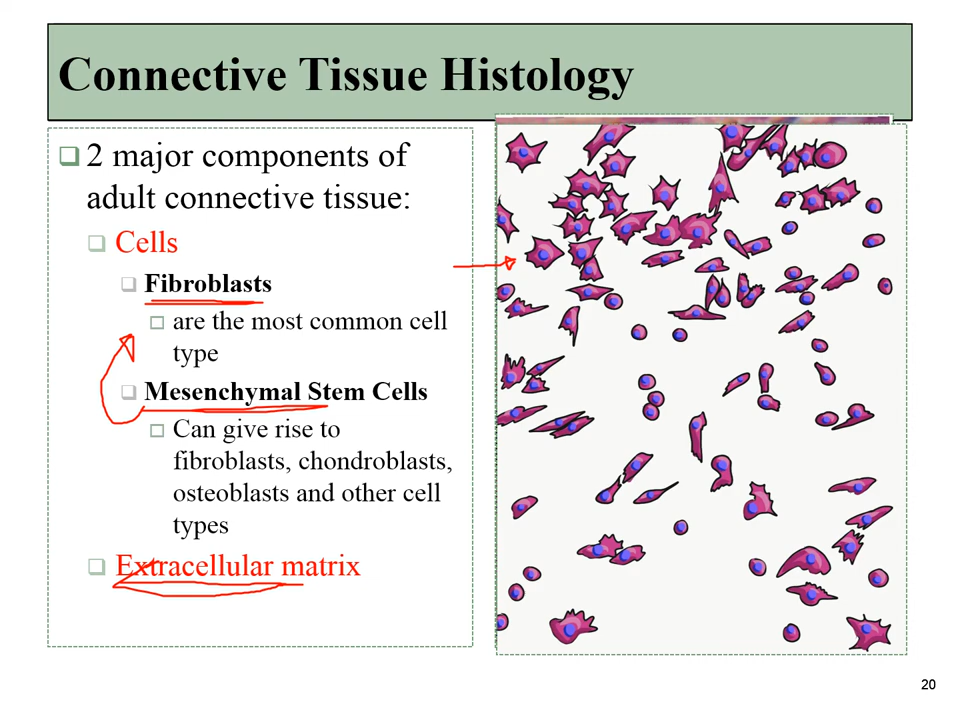 Connective Tissue Histology
2 major components of
adult connective tissue:
Cells
Fibroblasts
are the most common cell
type
Mesenchymal Stem Cells
Can give rise to
fibroblasts, chondroblasts,
osteoblasts and other cell
types
Extracellular matrix
20